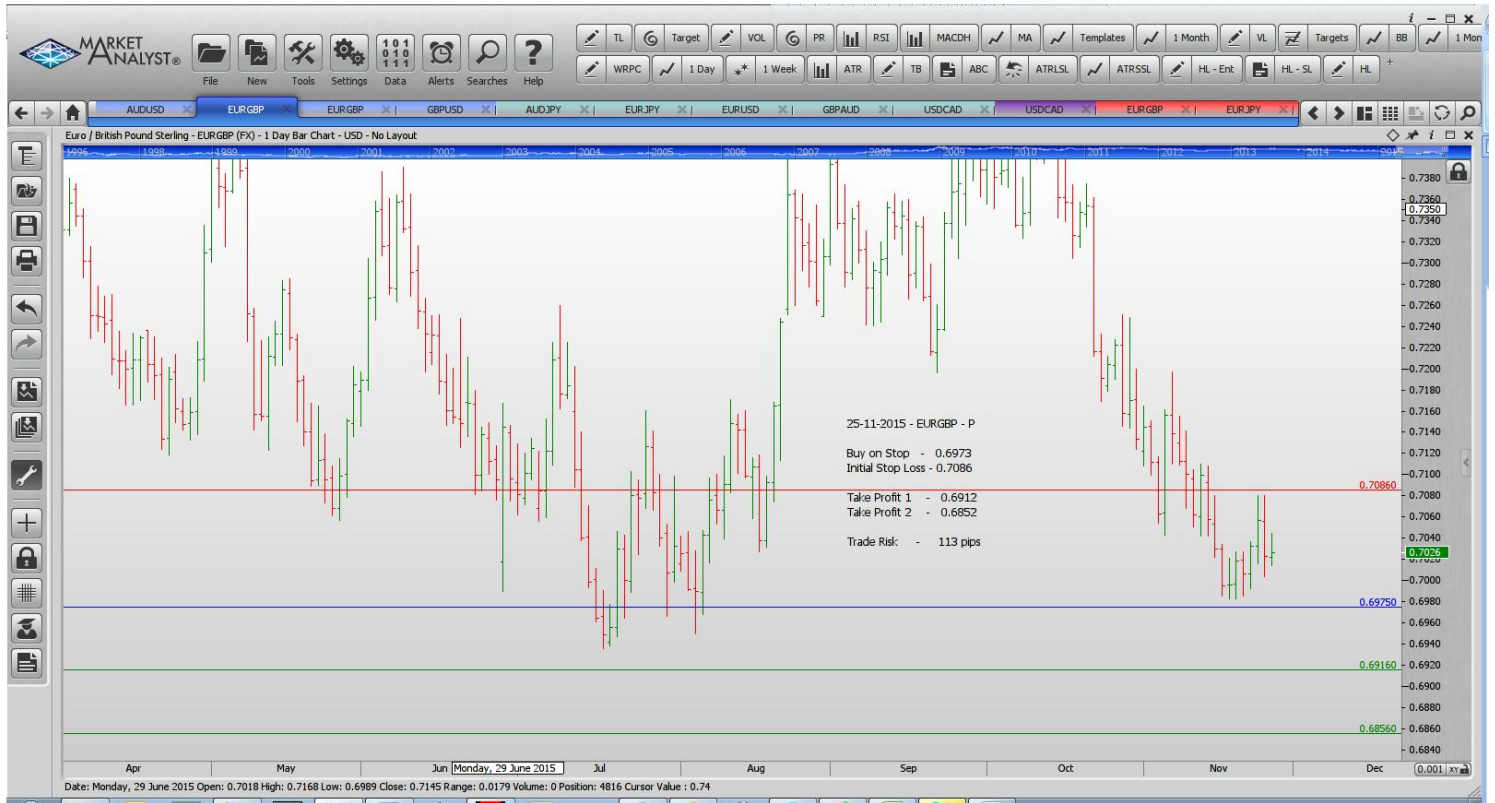 i
MARKET ANALYST®
File New Tools Settings Data Alerts Searches Help
TL Target VOL PR RSI MACDH MA Templates 1 Month VL Targets BB 1 Mon
WRPC 1 Day 1 Week ATR TB ABC ATRLSL ATRSSL HL - Ent HL - SL HL +
AUDUSD EURGBP EURGBP GBPUSD AUDJPY EURJPY EURUSD GBPAUD USDCAD USDCAD EURGBP EURJPY
Euro / British Pound Sterling - EURGBP (FX) - 1 Day Bar Chart - USD - No Layout
1996 1998 1999 2000 2001 2002 2003 2004 2005 2006 2007 2008 2009 2010 2011 2012 2013 2014
0.7380
0.7360
0.7350
0.7340
0.7320
0.7300
0.7280
0.7260
0.7240
0.7220
0.7200
0.7180
0.7160
0.7140
0.7120
0.7100
0.7080
0.7060
0.7040
0.7026
0.7000
0.6980
0.6960
0.6940
0.6920
0.6900
0.6880
0.6860
0.6840
25-11-2015 - EURGBP - P
Buy on Stop - 0.6973
Initial Stop Loss - 0.7086
Take Profit 1 - 0.6912
Take Profit 2 - 0.6852
Trade Risk - 113 pips
0.70860
0.69750
0.69160
0.68560
Apr May Jun Monday, 29 June 2015 Jul Aug Sep Oct Nov Dec 0.001 XY
Date: Monday, 29 June 2015 Open: 0.7018 High: 0.7168 Low: 0.6989 Close: 0.7145 Range: 0.0179 Volume: 0 Position: 4816 Cursor Value : 0.74